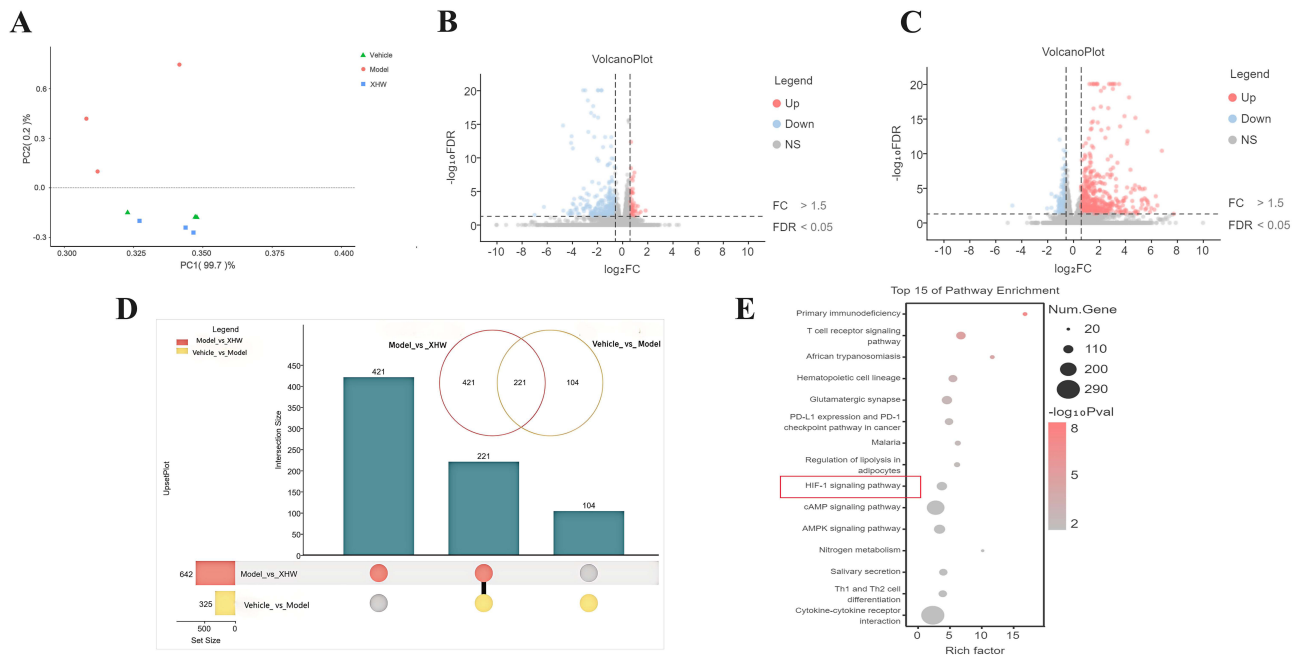 A
Vehicle
Model
XHW
0.6
0.3
0.0
-0.3
PC2( 0.2 )%
0.300
0.325
0.350
0.375
0.400
PC1( 99.7 )%
B
VolcanoPlot
Legend
Up
Down
NS
FC > 1.5
FDR < 0.05
20
15
10
5
0
-log₁₀FDR
-10
-8
-6
-4
-2
0
2
4
6
8
10
log₂FC
C
VolcanoPlot
Legend
Up
Down
NS
FC > 1.5
FDR < 0.05
20
15
10
5
0
-log₁₀FDR
-10
-8
-6
-4
-2
0
2
4
6
8
10
log₂FC
D
Legend
Model_vs_XHW
Vehicle_vs_Model
UpsetPlot
Intersection Size
450
400
350
300
250
200
150
100
50
0
421
221
104
Model_vs_XHW
Vehicle_vs_Model
421
221
104
642
Model_vs_XHW
325
Vehicle_vs_Model
500
0
Set Size
E
Top 15 of Pathway Enrichment
Primary immunodeficiency
T cell receptor signaling
pathway
African trypanosomiasis
Hematopoietic cell lineage
Glutamatergic synapse
PD-L1 expression and PD-1
checkpoint pathway in cancer
Malaria
Regulation of lipolysis in
adipocytes
HIF-1 signaling pathway
cAMP signaling pathway
AMPK signaling pathway
Nitrogen metabolism
Salivary secretion
Th1 and Th2 cell
differentiation
Cytokine-cytokine receptor
interaction
0
5
10
15
Rich factor
Num.Gene
20
110
200
290
-log₁₀Pval
8
5
2